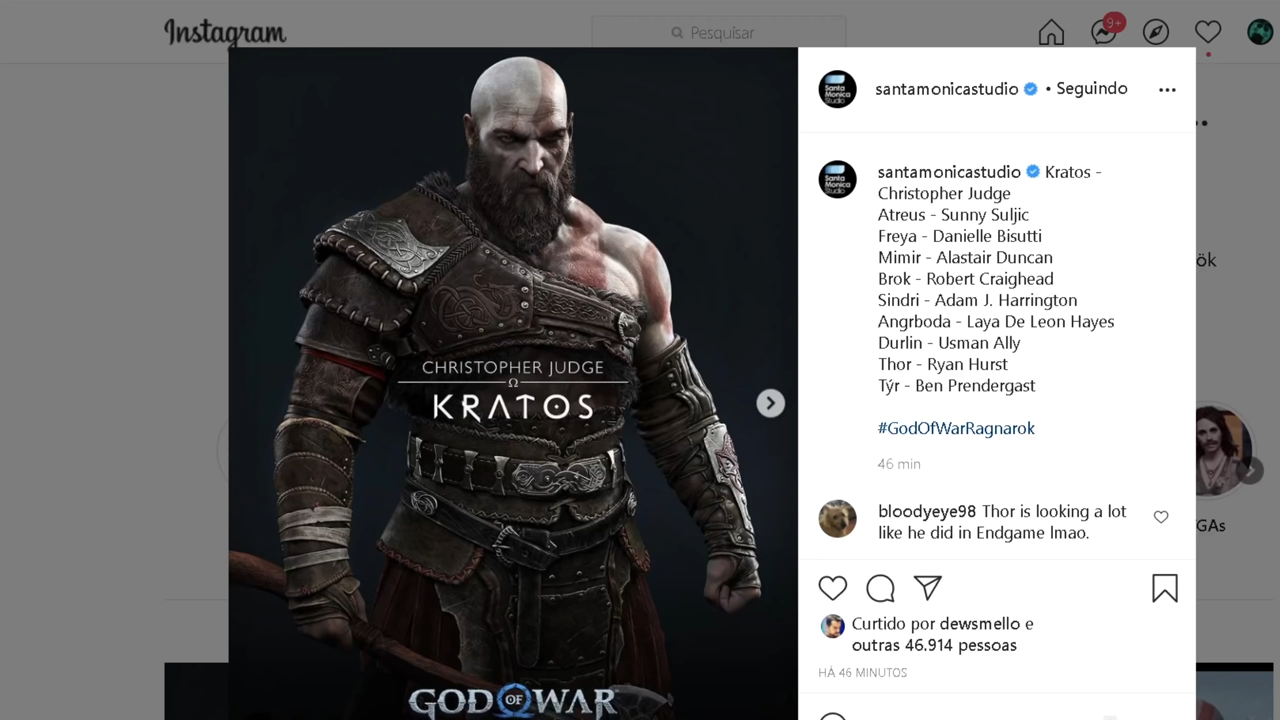 Instagram
Pesquisar
9+
Santa
Monica
Studio
santamonicastudio • Seguindo
Santa
Monica
Studio
santamonicastudio Kratos -
Christopher Judge
Atreus - Sunny Suljic
Freya - Danielle Bisutti
Mimir - Alastair Duncan
Brok - Robert Craighead
Sindri - Adam J. Harrington
Angrboda - Laya De Leon Hayes
Durlin - Usman Ally
Thor - Ryan Hurst
Týr - Ben Prendergast
#GodOfWarRagnarok
46 min
bloodyeye98 Thor is looking a lot
like he did in Endgame lmao.
Curtido por dewsmello e
outras 46.914 pessoas
HÁ 46 MINUTOS
CHRISTOPHER JUDGE
Ω
KRATOS
GOD OF WAR
ök
GAs